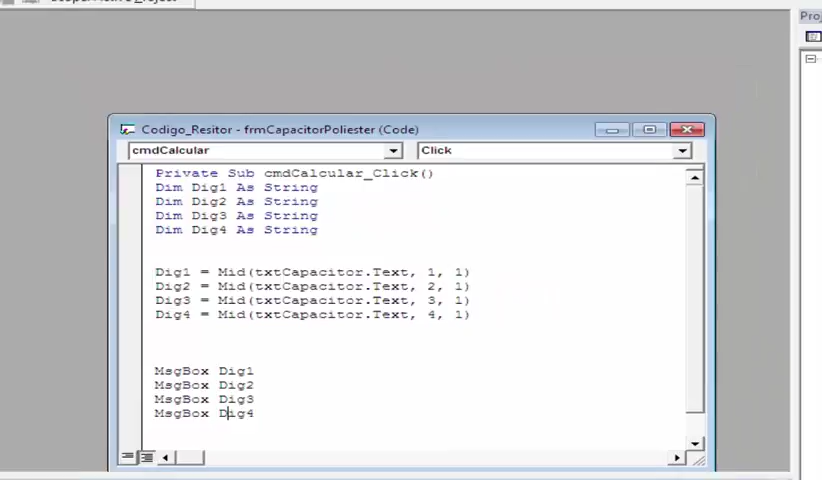 Project
Proj
Codigo_Resitor - frmCapacitorPoliester (Code)
cmdCalcular
Click
Private Sub cmdCalcular_Click()
Dim Dig1 As String
Dim Dig2 As String
Dim Dig3 As String
Dim Dig4 As String
Dig1 = Mid(txtCapacitor.Text, 1, 1)
Dig2 = Mid(txtCapacitor.Text, 2, 1)
Dig3 = Mid(txtCapacitor.Text, 3, 1)
Dig4 = Mid(txtCapacitor.Text, 4, 1)
MsgBox Dig1
MsgBox Dig2
MsgBox Dig3
MsgBox Dig4